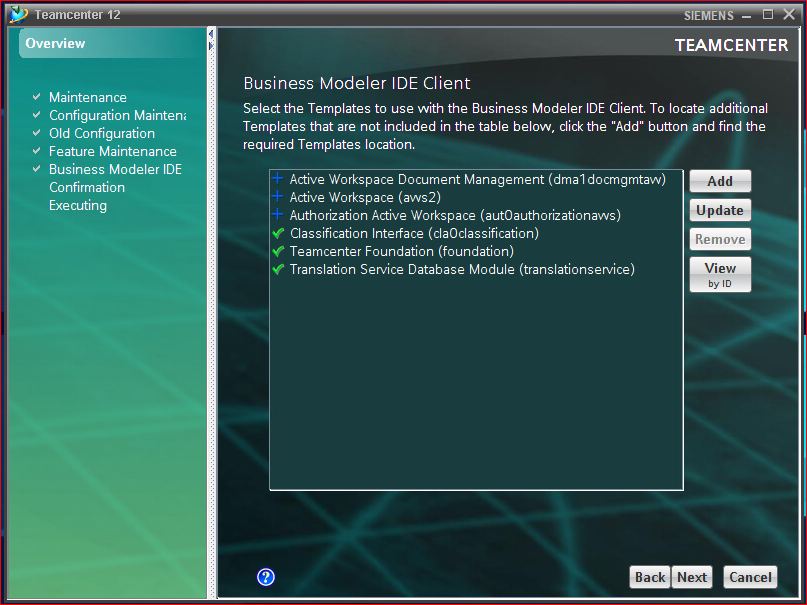 Teamcenter 12
SIEMENS
Overview
TEAMCENTER
Maintenance
Configuration Maintena
Old Configuration
Feature Maintenance
Business Modeler IDE
Confirmation
Executing
Business Modeler IDE Client
Select the Templates to use with the Business Modeler IDE Client. To locate additional
Templates that are not included in the table below, click the "Add" button and find the
required Templates location.
Active Workspace Document Management (dma1docmgmtaw)
Active Workspace (aws2)
Authorization Active Workspace (aut0authorizationaws)
Classification Interface (cla0classification)
Teamcenter Foundation (foundation)
Translation Service Database Module (translationservice)
Add
Update
Remove
View
by ID
?
Back
Next
Cancel